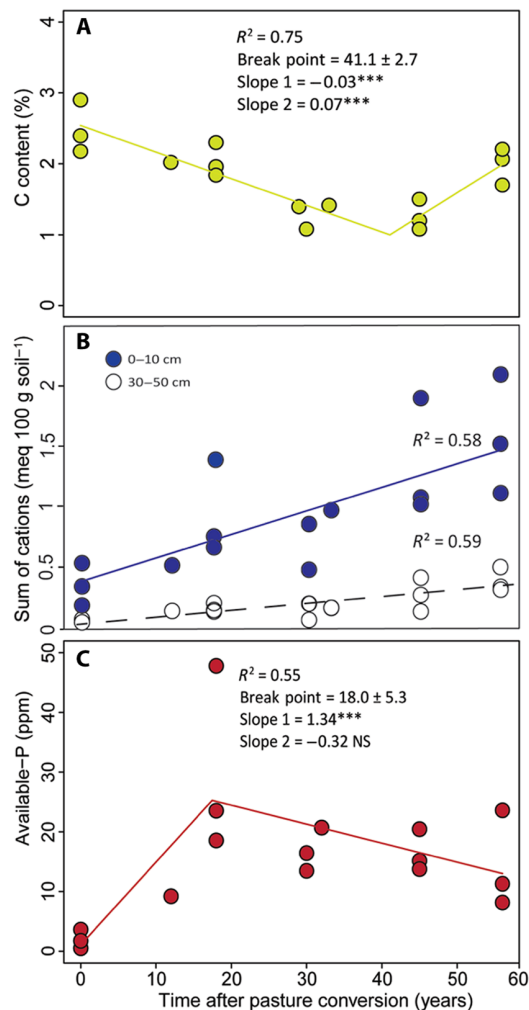 A
R² = 0.75
Break point = 41.1 ± 2.7
Slope 1 = −0.03***
Slope 2 = 0.07***
C content (%)
4
3
2
1
0
B
0–10 cm
30–50 cm
Sum of cations (meq 100 g soil⁻¹)
2
1.5
1
0.5
0
R² = 0.58
R² = 0.59
C
R² = 0.55
Break point = 18.0 ± 5.3
Slope 1 = 1.34***
Slope 2 = −0.32 NS
Available−P (ppm)
50
40
30
20
10
0
0 10 20 30 40 50 60
Time after pasture conversion (years)